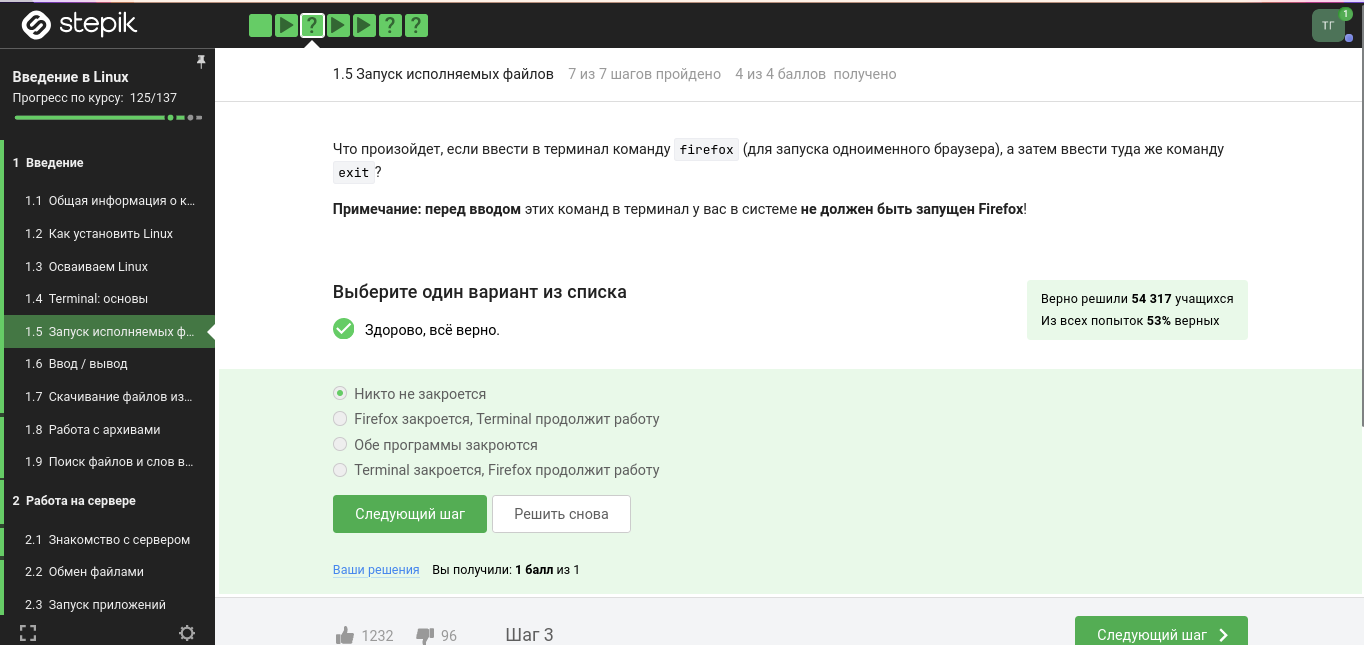 stepik
?
?
?
ТГ
1
Введение в Linux
Прогресс по курсу: 125/137
1 Введение
1.1 Общая информация о к...
1.2 Как установить Linux
1.3 Осваиваем Linux
1.4 Terminal: основы
1.5 Запуск исполняемых ф...
1.6 Ввод / вывод
1.7 Скачивание файлов из...
1.8 Работа с архивами
1.9 Поиск файлов и слов в...
2 Работа на сервере
2.1 Знакомство с сервером
2.2 Обмен файлами
2.3 Запуск приложений
1.5 Запуск исполняемых файлов 7 из 7 шагов пройдено 4 из 4 баллов получено
Что произойдет, если ввести в терминал команду firefox (для запуска одноименного браузера), а затем ввести туда же команду
exit ?
Примечание: перед вводом этих команд в терминал у вас в системе не должен быть запущен Firefox!
Выберите один вариант из списка
Здорово, всё верно.
Верно решили 54 317 учащихся
Из всех попыток 53% верных
Никто не закроется
Firefox закроется, Terminal продолжит работу
Обе программы закроются
Terminal закроется, Firefox продолжит работу
Следующий шаг Решить снова
Ваши решения Вы получили: 1 балл из 1
1232 96 Шаг 3 Следующий шаг